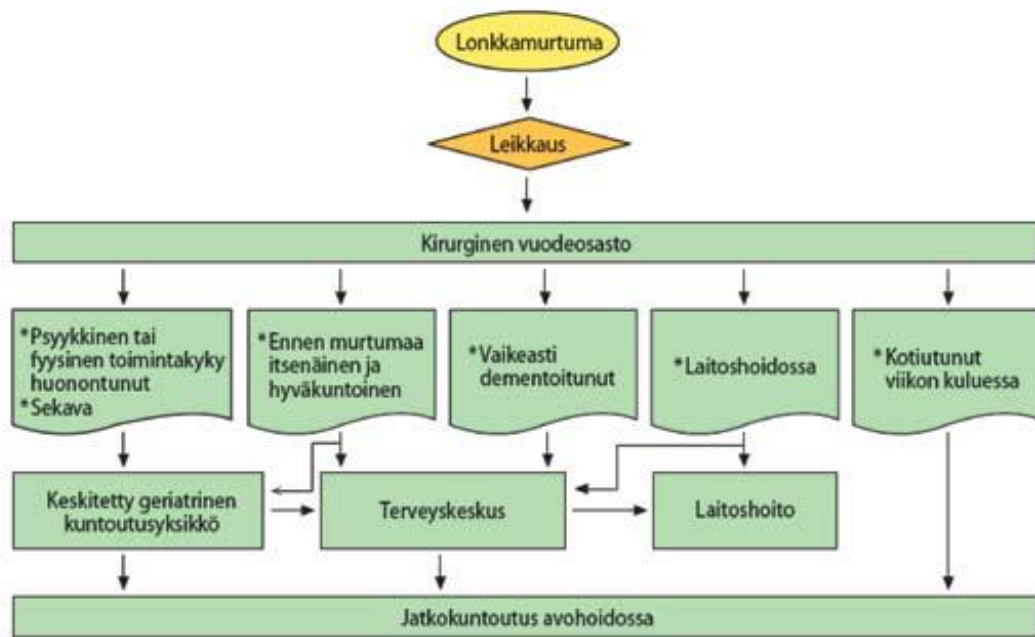 Lonkkamurtuma
Leikkaus
Kirurginen vuodeosasto
*Psyykkinen tai
fyysinen toimintakyky
huonontunut
*Sekava
*Ennen murtumaa
itsenäinen ja
hyväkuntoinen
*Vaikeasti
dementoitunut
*Laitoshoidossa
*Kotiutunut
viikon kuluessa
Keskitetty geriatrinen
kuntoutusyksikkö
Terveyskeskus
Laitoshoito
Jatkokuntoutus avohoidossa